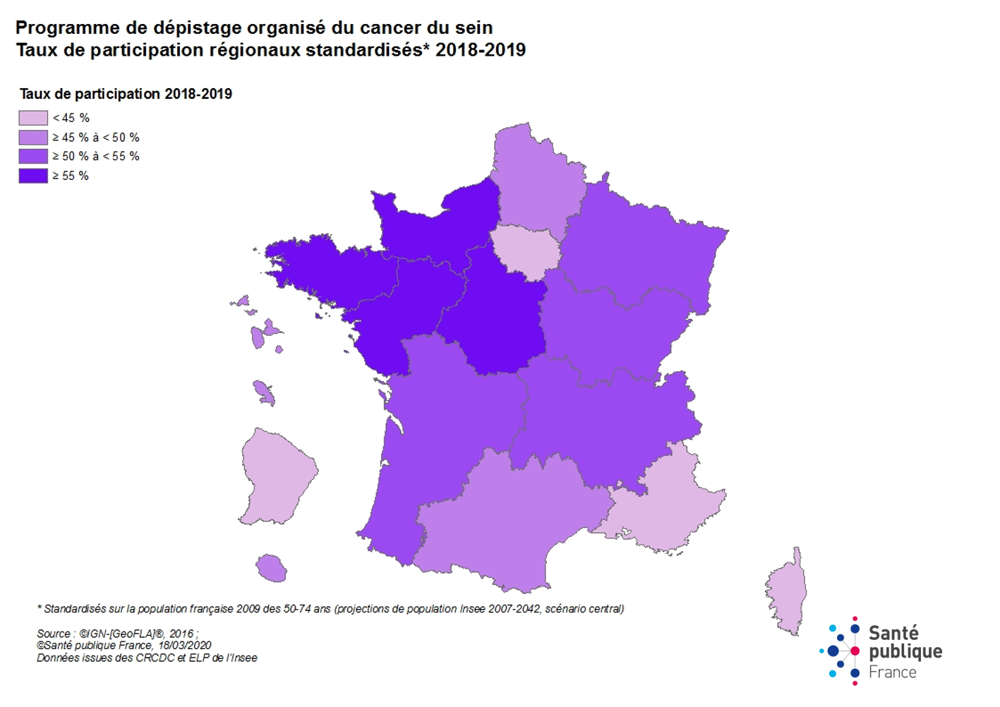 Programme de dépistage organisé du cancer du sein
Taux de participation régionaux standardisés* 2018-2019
Taux de participation 2018-2019
< 45 %
≥ 45 % à < 50 %
≥ 50 % à < 55 %
≥ 55 %
* Standardisés sur la population française 2009 des 50-74 ans (projections de population Insee 2007-2042, scénario central)
Source : ©IGN-[GeoFLA]®, 2016 ;
©Santé publique France, 18/03/2020
Données issues des CRCDC et ELP de l'Insee
Santé
publique
France